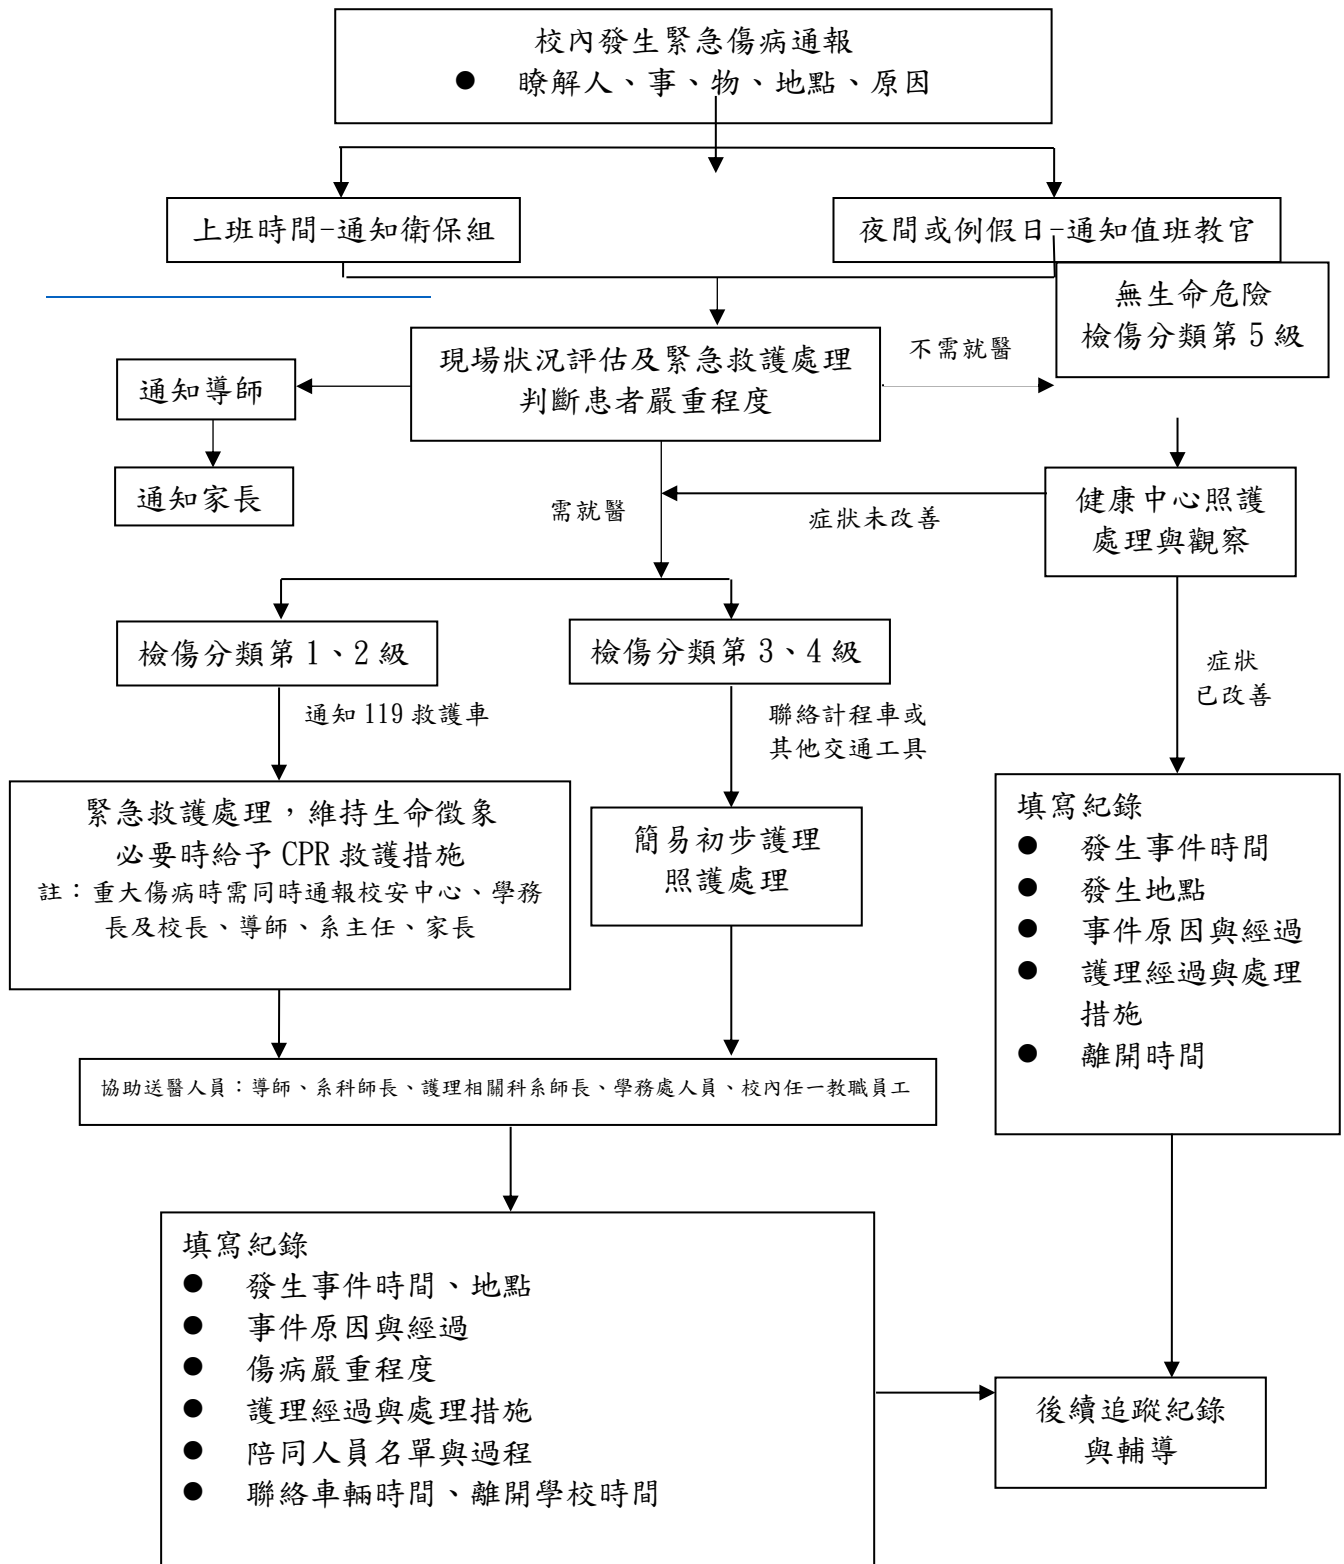 校內發生緊急傷病通報
● 瞭解人、事、物、地點、原因
上班時間-通知衛保組
夜間或例假日-通知值班教官
無生命危險
檢傷分類第 5 級
不需就醫
現場狀況評估及緊急救護處理
判斷患者嚴重程度
通知導師
通知家長
需就醫
症狀未改善
健康中心照護
處理與觀察
檢傷分類第 1、2 級
檢傷分類第 3、4 級
症狀
已改善
通知 119 救護車
聯絡計程車或
其他交通工具
緊急救護處理，維持生命徵象
必要時給予 CPR 救護措施
註：重大傷病時需同時通報校安中心、學務
長及校長、導師、系主任、家長
簡易初步護理
照護處理
填寫紀錄
● 發生事件時間
● 發生地點
● 事件原因與經過
● 護理經過與處理
措施
● 離開時間
協助送醫人員：導師、系科師長、護理相關科系師長、學務處人員、校內任一教職員工
填寫紀錄
● 發生事件時間、地點
● 事件原因與經過
● 傷病嚴重程度
● 護理經過與處理措施
● 陪同人員名單與過程
● 聯絡車輛時間、離開學校時間
後續追蹤紀錄
與輔導